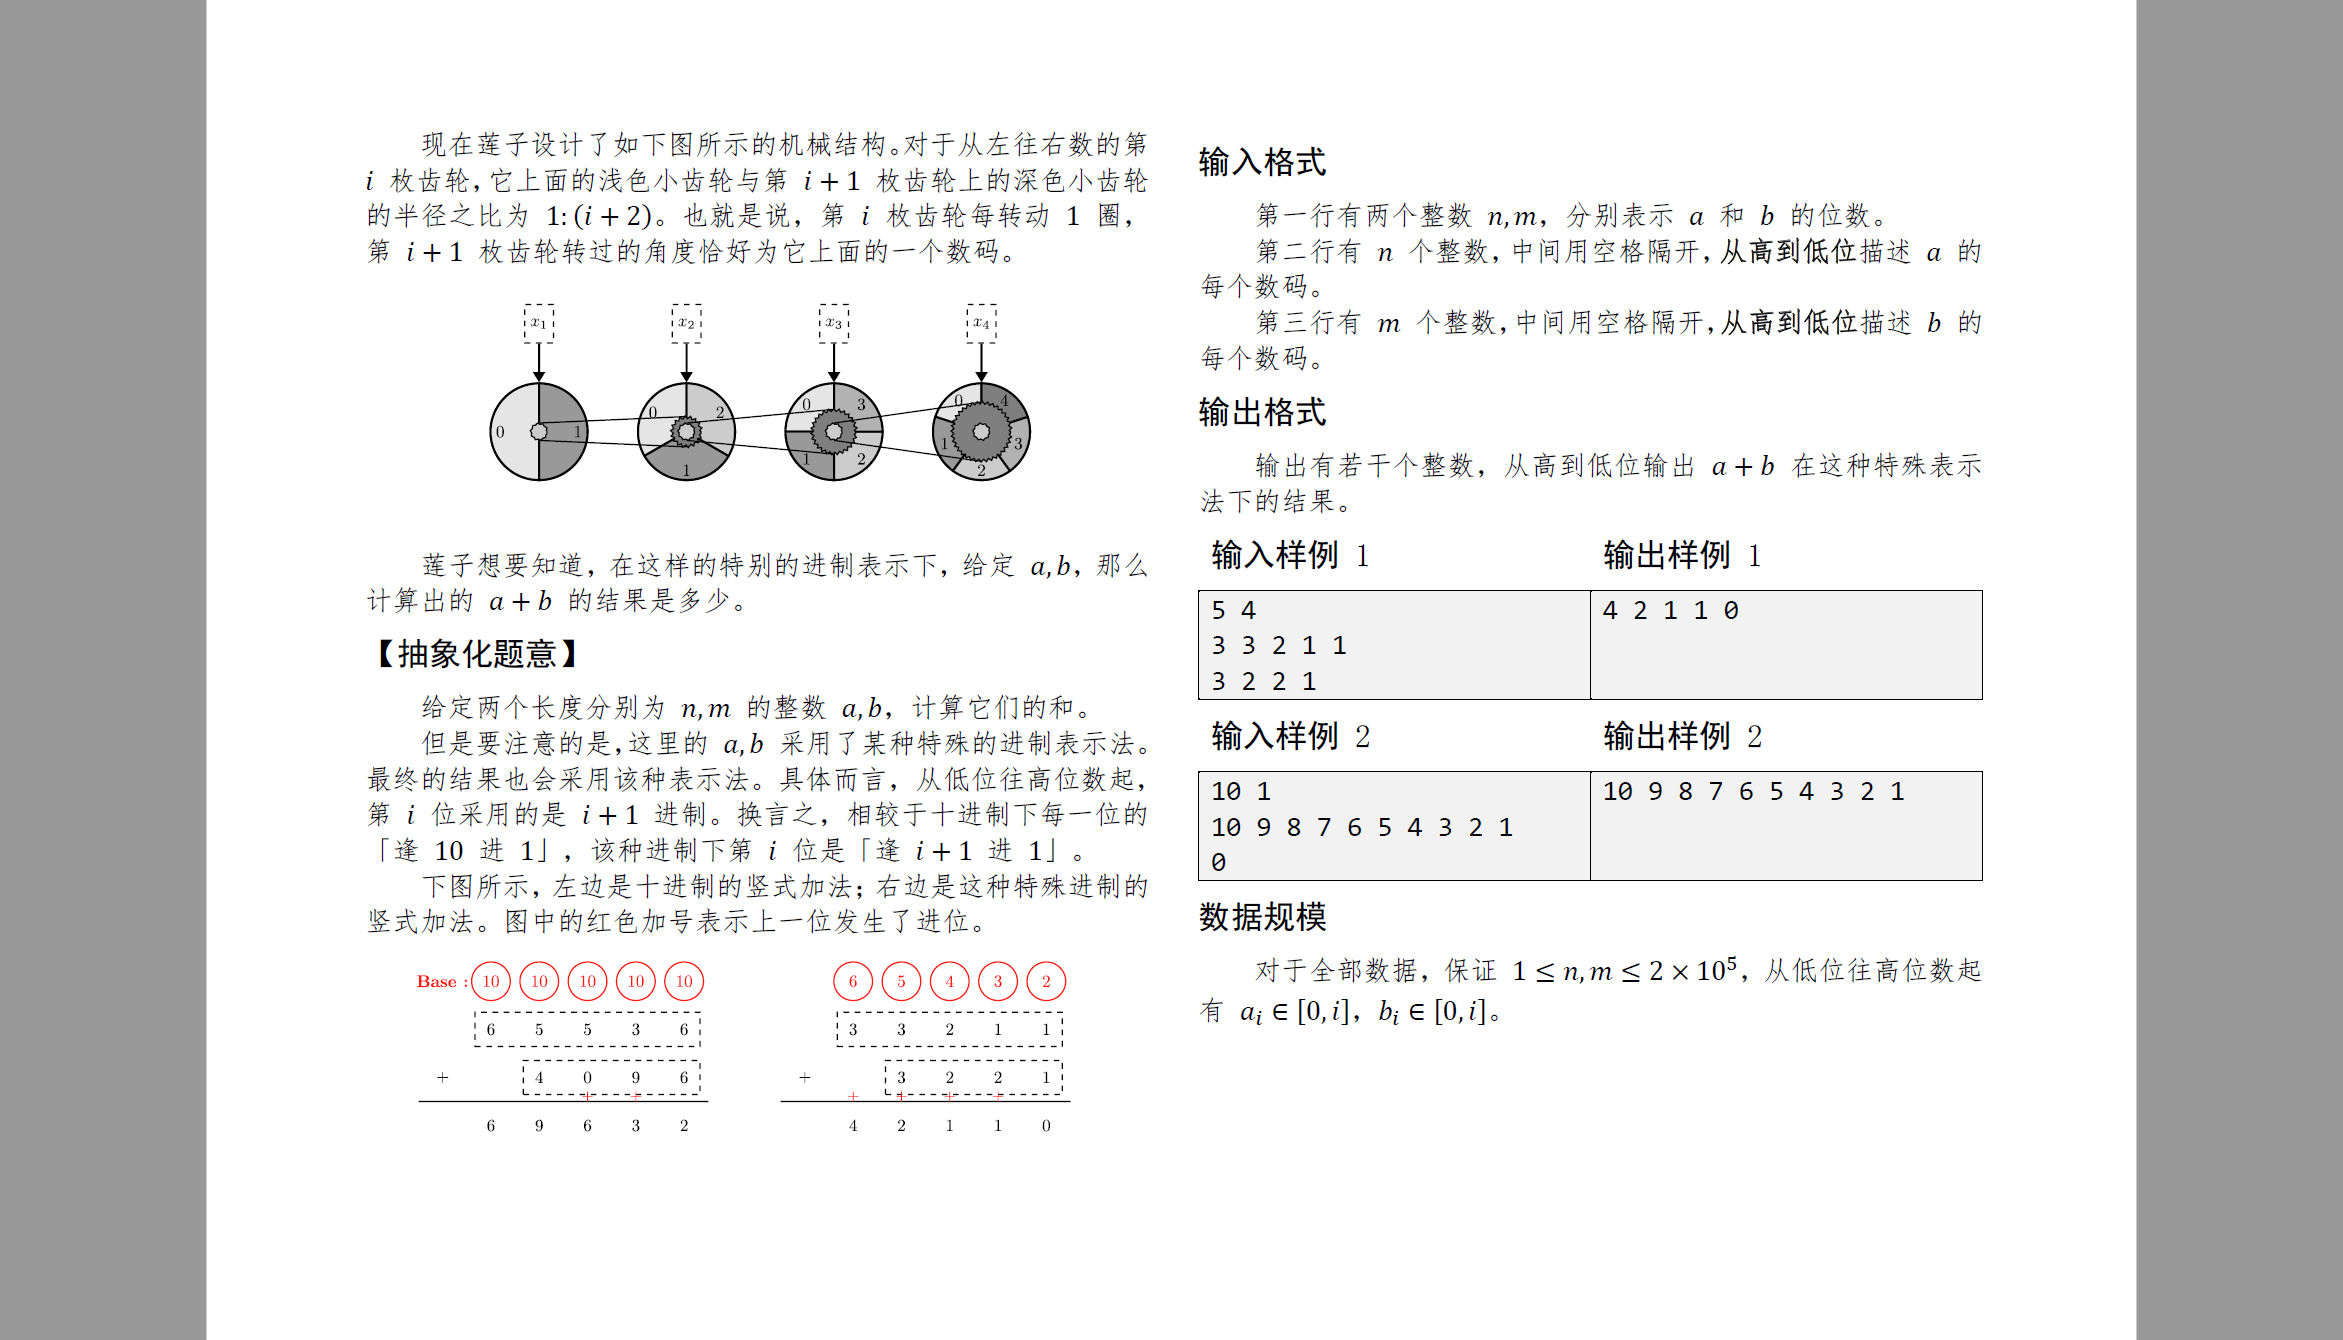 现在莲子设计了如下图所示的机械结构。对于从左往右数的第
i 枚齿轮，它上面的浅色小齿轮与第 i + 1 枚齿轮上的深色小齿轮
的半径之比为 1: (i + 2)。也就是说，第 i 枚齿轮每转动 1 圈，
第 i + 1 枚齿轮转过的角度恰好为它上面的一个数码。
x₁ x₂ x₃ x₄
0 1 0 2 1 0 3 1 2 0 4 1 3 2
莲子想要知道，在这样的特别的进制表示下，给定 a, b，那么
计算出的 a + b 的结果是多少。
【抽象化题意】
给定两个长度分别为 n, m 的整数 a, b，计算它们的和。
但是要注意的是，这里的 a, b 采用了某种特殊的进制表示法。
最终的结果也会采用该种表示法。具体而言，从低位往高位数起，
第 i 位采用的是 i + 1 进制。换言之，相较于十进制下每一位的
「逢 10 进 1」，该种进制下第 i 位是「逢 i + 1 进 1」。
下图所示，左边是十进制的竖式加法；右边是这种特殊进制的
竖式加法。图中的红色加号表示上一位发生了进位。
Base : 10 10 10 10 10
6 5 5 3 6
+ 4 0 9 6
+ +
6 9 6 3 2
6 5 4 3 2
3 3 2 1 1
+ 3 2 2 1
+ + + +
4 2 1 1 0
输入格式
第一行有两个整数 n, m，分别表示 a 和 b 的位数。
第二行有 n 个整数，中间用空格隔开，从高到低位描述 a 的
每个数码。
第三行有 m 个整数，中间用空格隔开，从高到低位描述 b 的
每个数码。
输出格式
输出有若干个整数，从高到低位输出 a + b 在这种特殊表示
法下的结果。
输入样例 1
5 4
3 3 2 1 1
3 2 2 1
输出样例 1
4 2 1 1 0
输入样例 2
10 1
10 9 8 7 6 5 4 3 2 1
0
输出样例 2
10 9 8 7 6 5 4 3 2 1
数据规模
对于全部数据，保证 1 ≤ n, m ≤ 2 × 10⁵，从低位往高位数起
有 aᵢ ∈ [0, i]，bᵢ ∈ [0, i]。